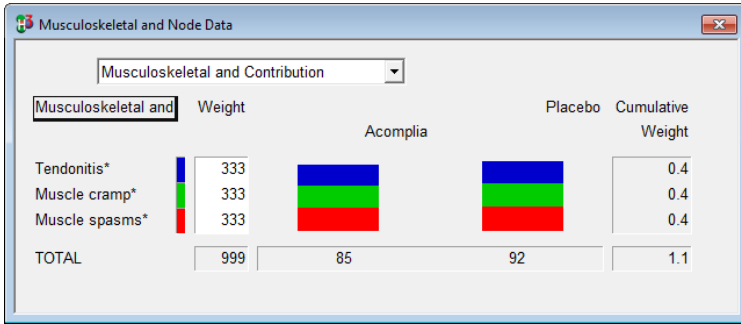 Musculoskeletal and Node Data
Musculoskeletal and Contribution
Musculoskeletal and Weight Placebo Cumulative
Acomplia Weight
Tendonitis* 333 0.4
Muscle cramp* 333 0.4
Muscle spasms* 333 0.4
TOTAL 999 85 92 1.1